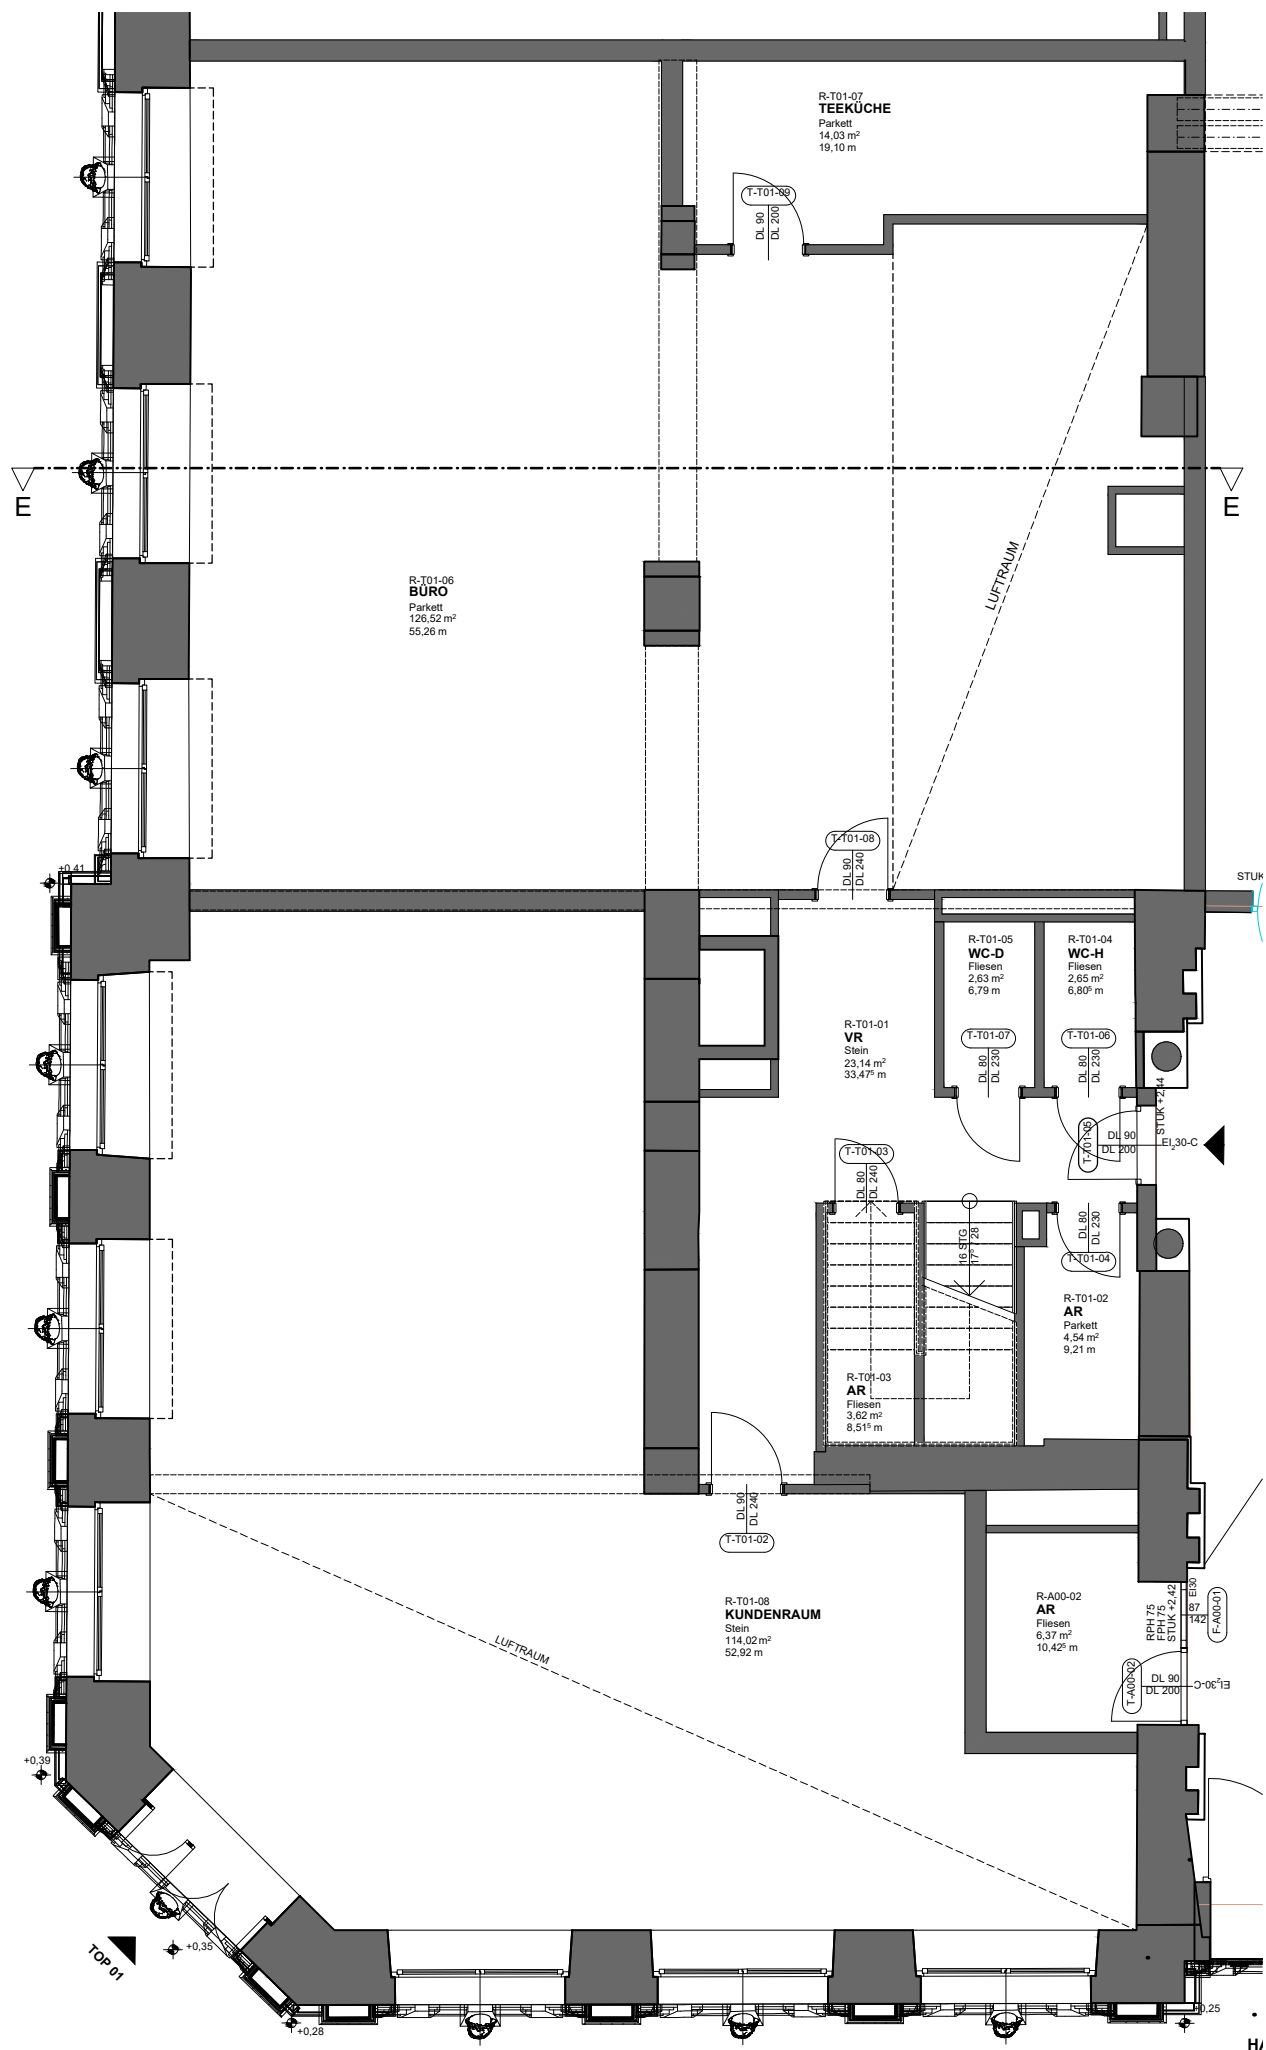 R-T01-07
TEEKÜCHE
Parkett
14,03 m²
19,10 m
T-T01-09
DL 90
DL 200
E
E
LUFTRAUM
R-T01-06
BÜRO
Parkett
126,52 m²
55,26 m
T-T01-08
DL 90
DL 240
+0,41
STUK
R-T01-05
WC-D
Fliesen
2,63 m²
6,79 m
R-T01-04
WC-H
Fliesen
2,65 m²
6,80⁵ m
R-T01-01
VR
Stein
23,14 m²
33,47⁵ m
T-T01-07
DL 80
DL 230
T-T01-06
DL 80
DL 230
STUK +2,44
T-T01-05
DL 90
DL 200
EI₂30-C
T-T01-03
DL 80
DL 240
16 STG
17⁵ / 28
DL 80
DL 230
T-T01-04
R-T01-02
AR
Parkett
4,54 m²
9,21 m
R-T01-03
AR
Fliesen
3,62 m²
8,51⁵ m
DL 90
DL 240
T-T01-02
R-T01-08
KUNDENRAUM
Stein
114,02 m²
52,92 m
LUFTRAUM
R-A00-02
AR
Fliesen
6,37 m²
10,42⁵ m
RPH 75
FPH 75
STUK +2,42
EI30
87
142
F-A00-01
T-A00-02
DL 90
DL 200
EI₂30-C
+0,39
TOP 01
+0,35
+0,28
+0,25
HA